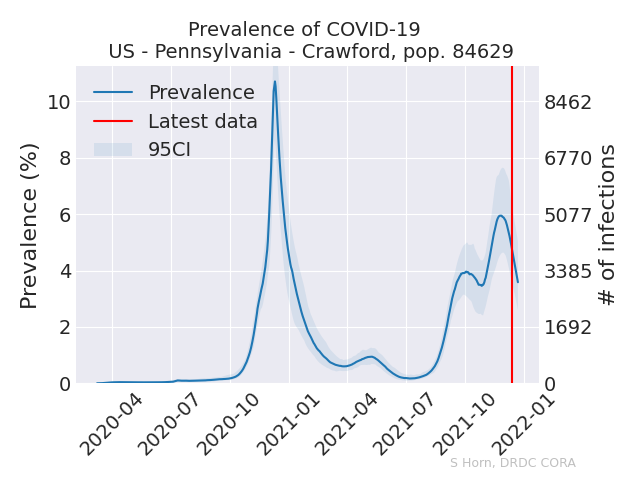 Prevalence of COVID-19
US - Pennsylvania - Crawford, pop. 84629
Prevalence (%)
10
8
6
4
2
0
Prevalence
Latest data
95CI
8462
6770
5077
3385
1692
0
# of infections
2020-04
2020-07
2020-10
2021-01
2021-04
2021-07
2021-10
2022-01
S Horn, DRDC CORA